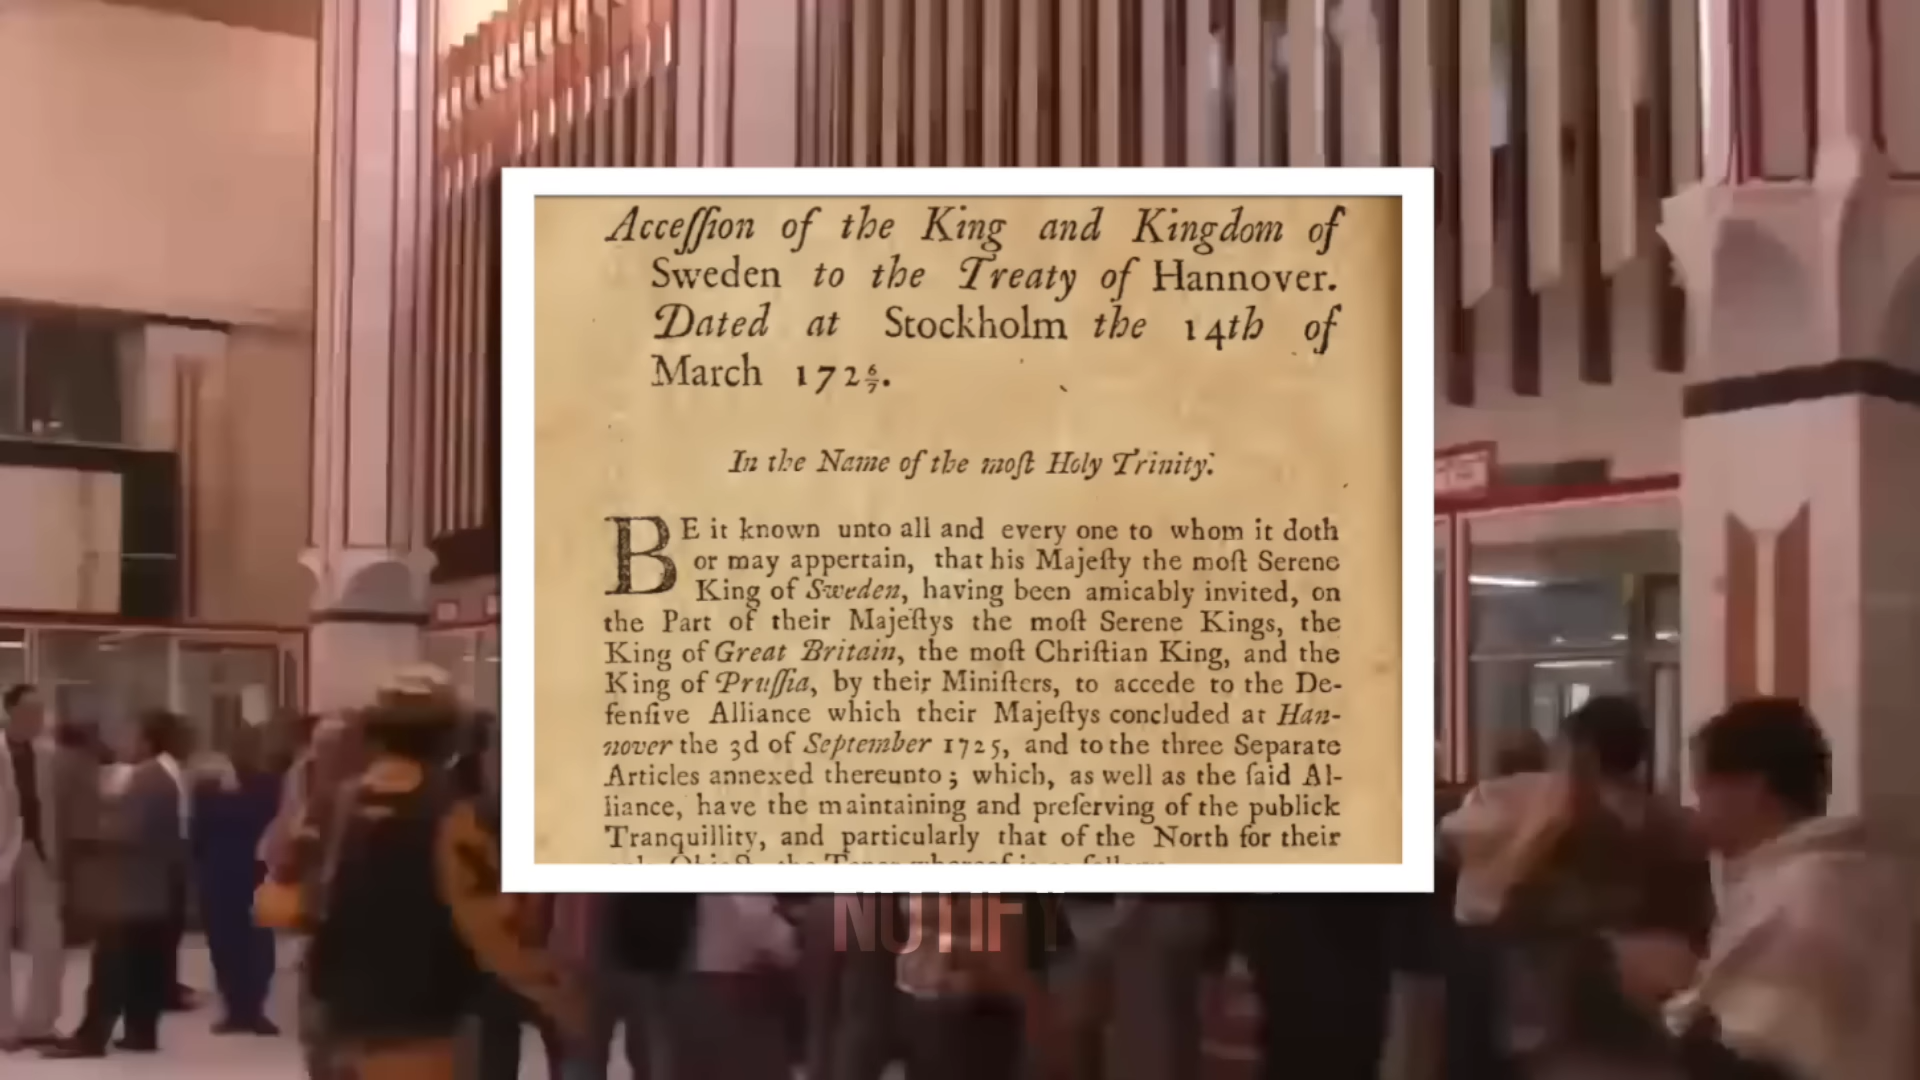 Acceſſion of the King and Kingdom of
Sweden to the Treaty of Hannover.
Dated at Stockholm the 14th of
March 172 6/7.
In the Name of the moſt Holy Trinity.
BE it known unto all and every one to whom it doth
or may appertain, that his Majeſty the moſt Serene
King of Sweden, having been amicably invited, on
the Part of their Majeſtys the moſt Serene Kings, the
King of Great Britain, the moſt Chriſtian King, and the
King of Pruſſia, by their Miniſters, to accede to the De-
fenſive Alliance which their Majeſtys concluded at Han-
nover the 3d of September 1725, and to the three Separate
Articles annexed thereunto; which, as well as the ſaid Al-
liance, have the maintaining and preſerving of the publick
Tranquillity, and particularly that of the North for their
NOTIFY